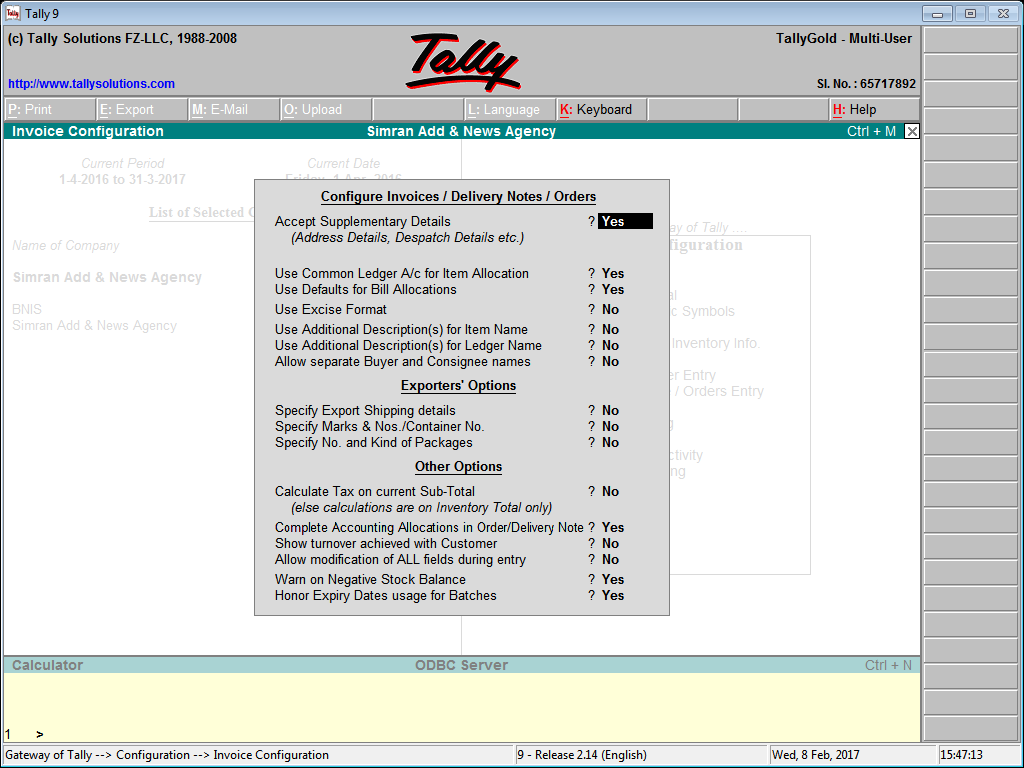 Tally 9
(c) Tally Solutions FZ-LLC, 1988-2008
TallyGold - Multi-User
Tally
http://www.tallysolutions.com
Sl. No. : 65717892
P: Print
E: Export
M: E-Mail
O: Upload
L: Language
K: Keyboard
H: Help
Invoice Configuration
Simran Add & News Agency
Ctrl + M
Current Period
Current Date
1-4-2016 to 31-3-2017
Friday, 1 Apr, 2016
List of Selected
Name of Company
Simran Add & News Agency
BNIS
Simran Add & News Agency
Configure Invoices / Delivery Notes / Orders
Accept Supplementary Details ? Yes
(Address Details, Despatch Details etc.)
Use Common Ledger A/c for Item Allocation ? Yes
Use Defaults for Bill Allocations ? Yes
Use Excise Format ? No
Use Additional Description(s) for Item Name ? No
Use Additional Description(s) for Ledger Name ? No
Allow separate Buyer and Consignee names ? No
Exporters' Options
Specify Export Shipping details ? No
Specify Marks & Nos./Container No. ? No
Specify No. and Kind of Packages ? No
Other Options
Calculate Tax on current Sub-Total ? No
(else calculations are on Inventory Total only)
Complete Accounting Allocations in Order/Delivery Note ? Yes
Show turnover achieved with Customer ? No
Allow modification of ALL fields during entry ? No
Warn on Negative Stock Balance ? Yes
Honor Expiry Dates usage for Batches ? Yes
of Tally ....
figuration
Symbols
Inventory Info.
Entry
/ Orders Entry
Calculator
ODBC Server
Ctrl + N
1 >
Gateway of Tally --> Configuration --> Invoice Configuration
9 - Release 2.14 (English)
Wed, 8 Feb, 2017
15:47:13